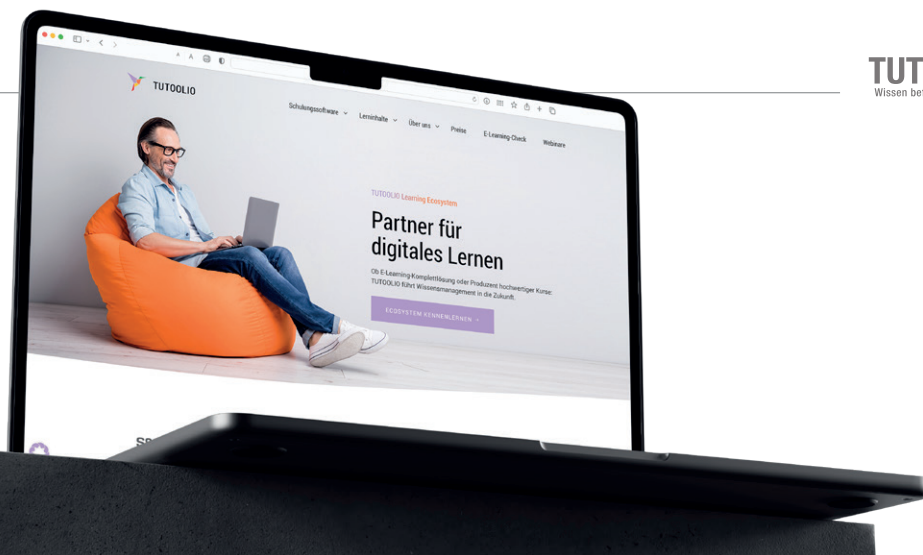 TUT
Wissen be
TUTOOLIO
Schulungssoftware
Lerninhalte
Über uns
Preise
E-Learning-Check
Webinare
TUTOOLIO Learning Ecosystem
Partner für
digitales Lernen
Ob E-Learning-Komplettlösung oder Produzent hochwertiger Kurse:
TUTOOLIO führt Wissensmanagement in die Zukunft.
ECOSYSTEM KENNENLERNEN